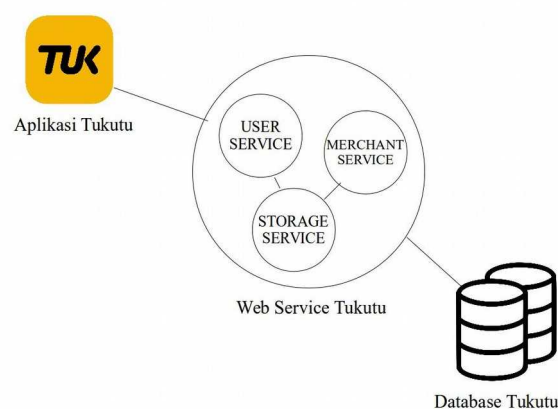 TUK
Aplikasi Tukutu
USER
SERVICE
MERCHANT
SERVICE
STORAGE
SERVICE
Web Service Tukutu
Database Tukutu